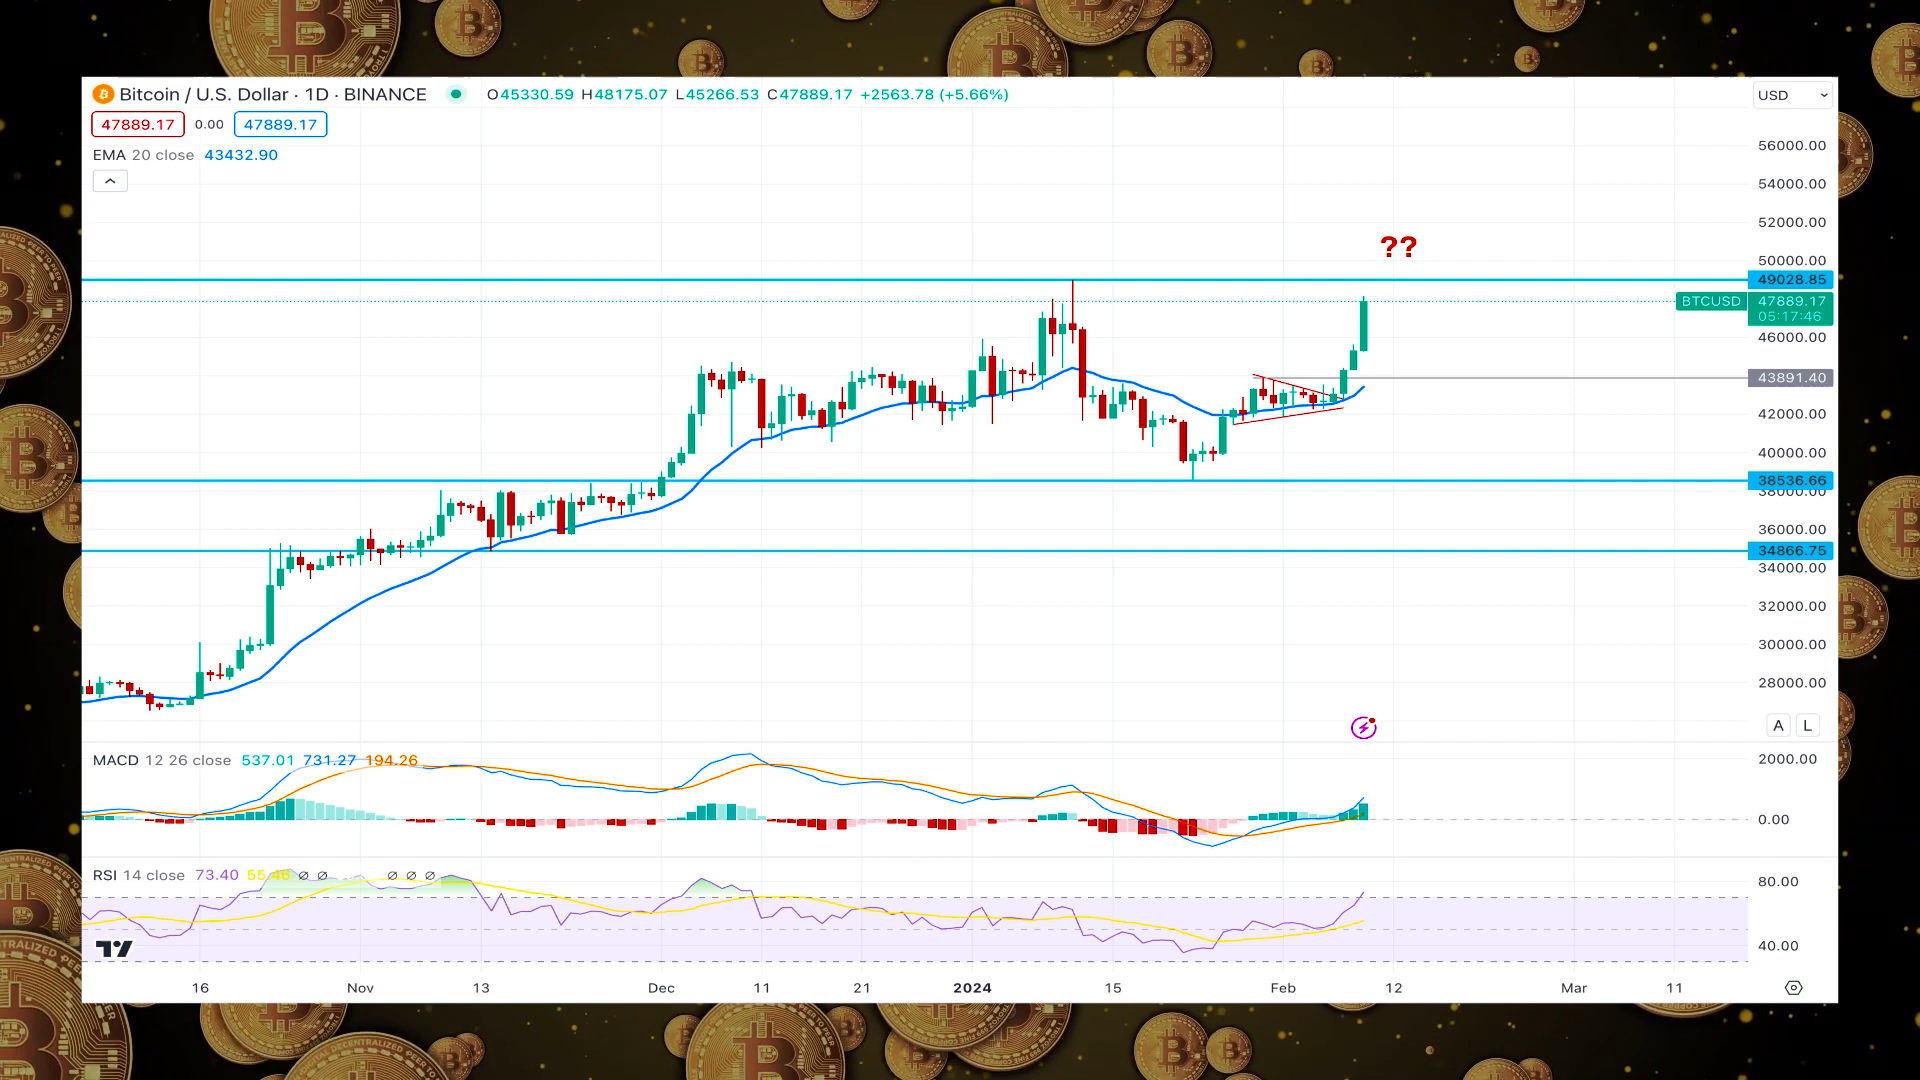 Bitcoin / U.S. Dollar · 1D · BINANCE O45330.59 H48175.07 L45266.53 C47889.17 +2563.78 (+5.66%)
USD
47889.17 0.00 47889.17
EMA 20 close 43432.90
56000.00
54000.00
52000.00
??
50000.00
49028.85
BTCUSD 47889.17
05:17:46
46000.00
43891.40
42000.00
40000.00
38536.66
38000.00
36000.00
34866.75
34000.00
32000.00
30000.00
28000.00
A L
MACD 12 26 close 537.01 731.27 194.26
2000.00
0.00
RSI 14 close 73.40 55.46 ∅ ∅ ∅ ∅ ∅
80.00
40.00
16 Nov 13 Dec 11 21 2024 15 Feb 12 Mar 11